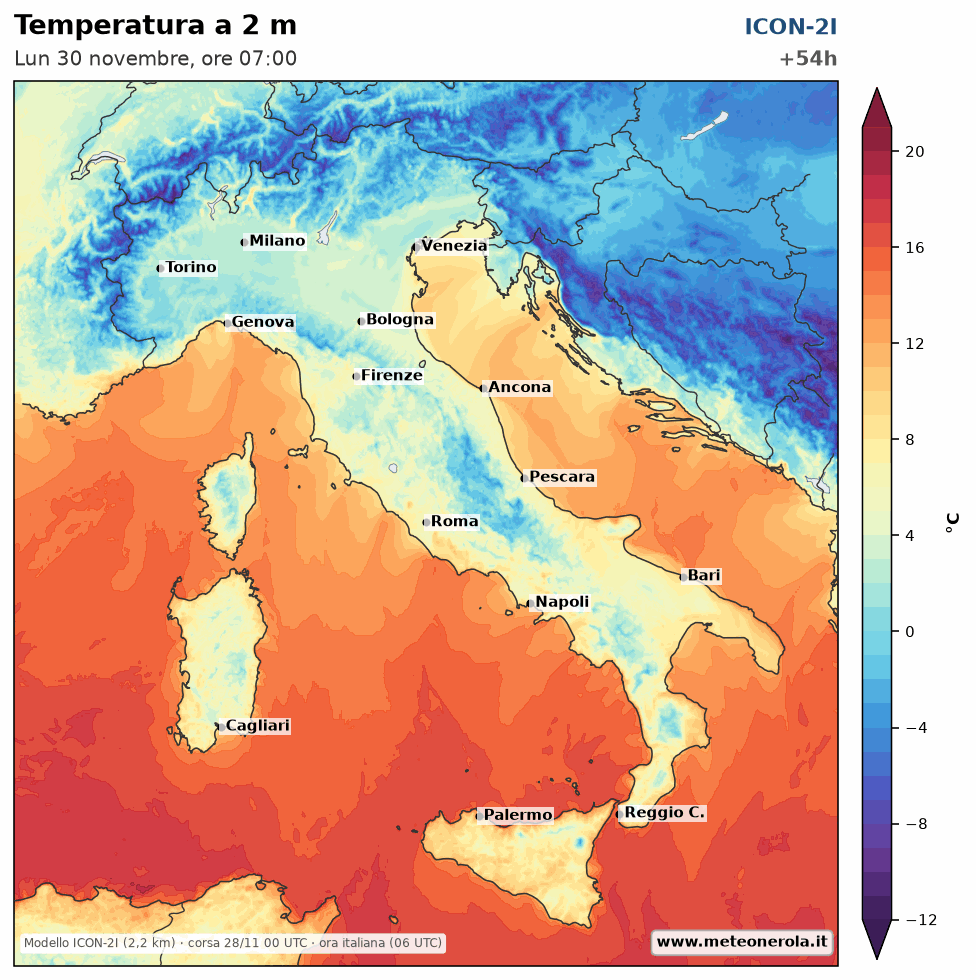 Temperatura a 2 m
ICON-2I
Lun 30 novembre, ore 07:00
+54h
20
16
12
8
4
0
−4
−8
−12
°C
Milano
Venezia
Torino
Genova
Bologna
Firenze
Ancona
Pescara
Roma
Bari
Napoli
Cagliari
Palermo
Reggio C.
Modello ICON-2I (2,2 km) · corsa 28/11 00 UTC · ora italiana (06 UTC)
www.meteonerola.it